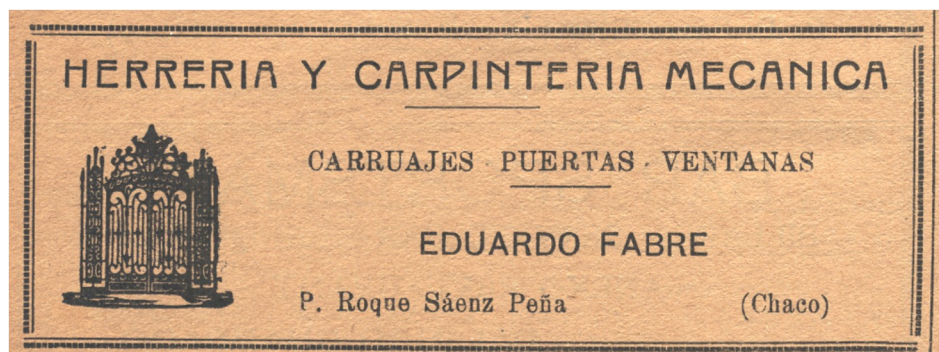 HERRERIA Y CARPINTERIA MECANICA
CARRUAJES · PUERTAS · VENTANAS
EDUARDO FABRE
P. Roque Sáenz Peña (Chaco)